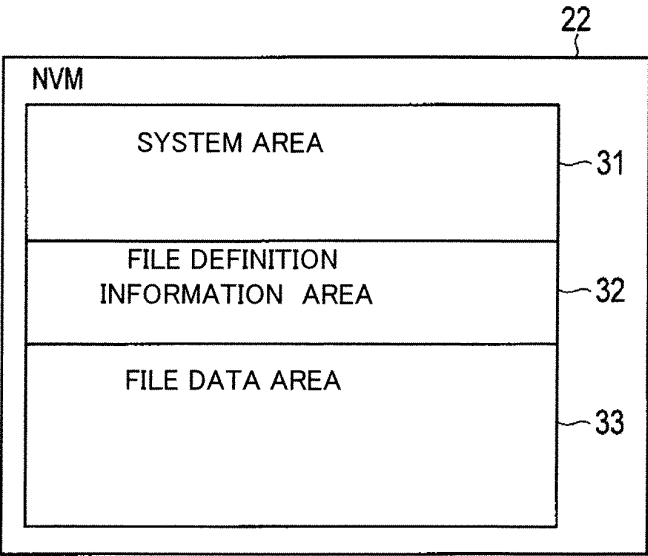 22
NVM
SYSTEM AREA
31
FILE DEFINITION
INFORMATION AREA
32
FILE DATA AREA
33